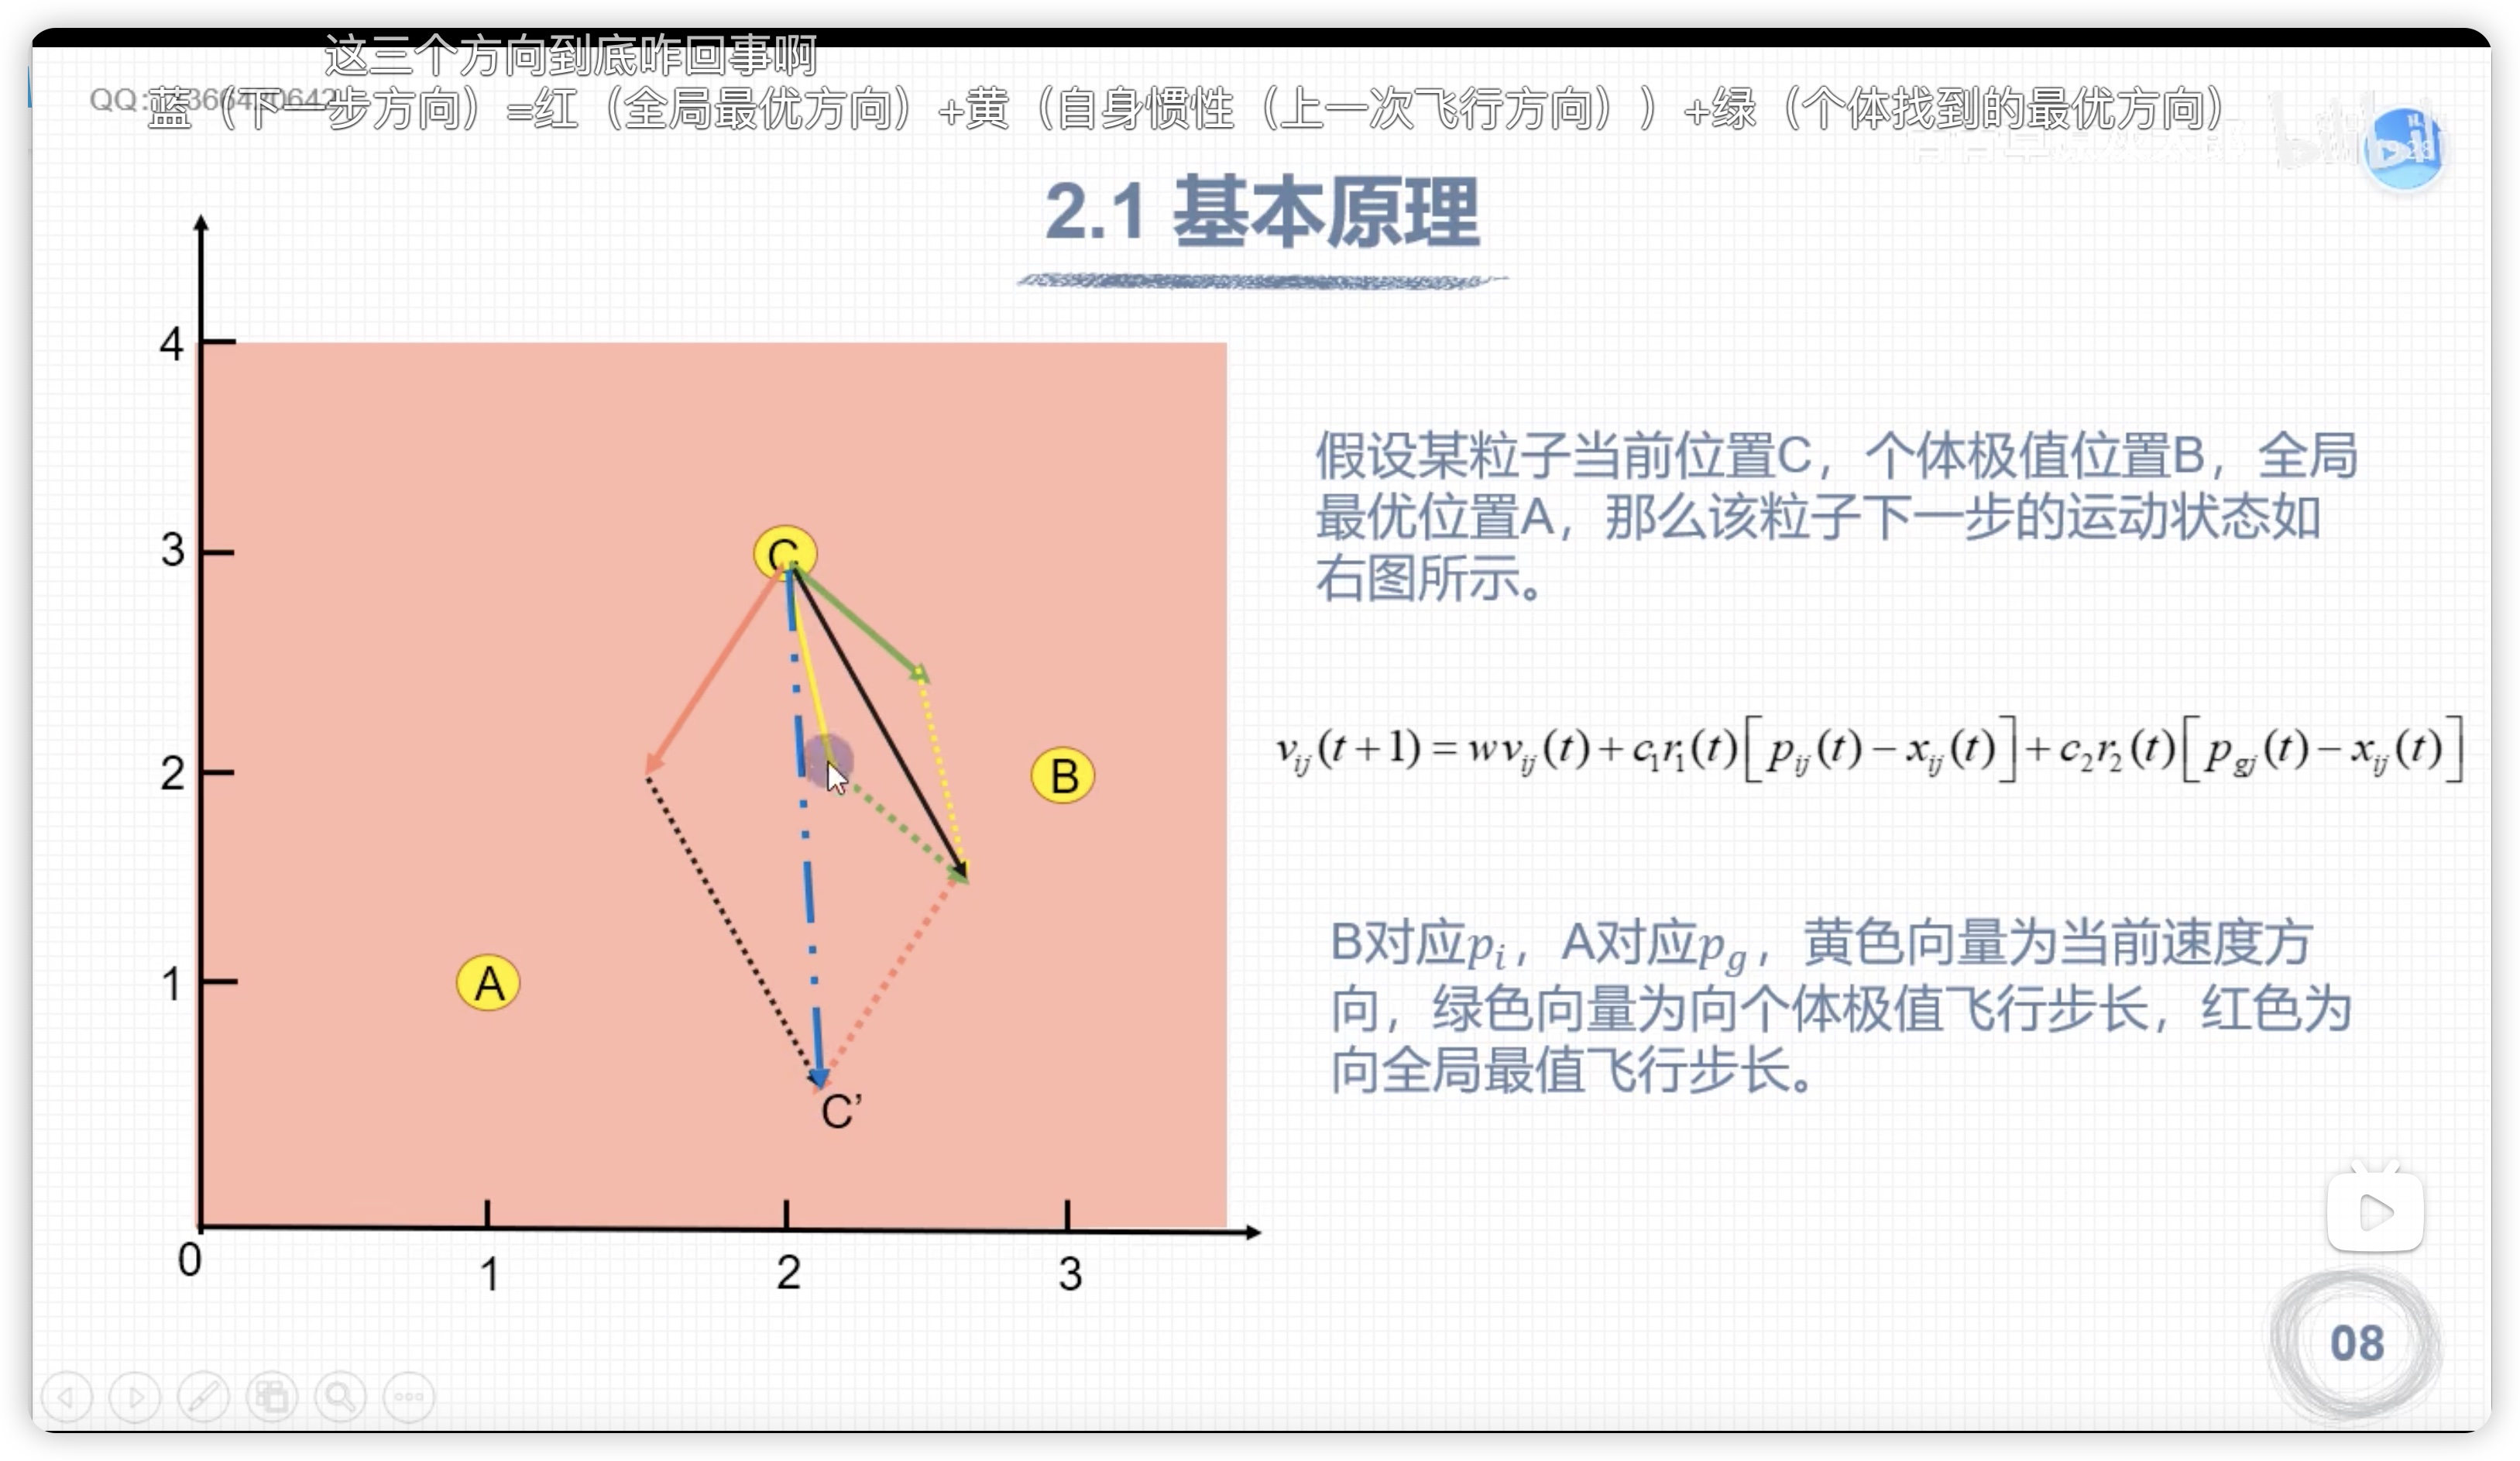 这三个方向到底咋回事啊
蓝（下一步方向）=红（全局最优方向）+黄（自身惯性（上一次飞行方向））+绿（个体找到的最优方向）
QQ:
2.1 基本原理
4
3
2
1
0
1
2
3
C
B
A
C’
假设某粒子当前位置C，个体极值位置B，全局
最优位置A，那么该粒子下一步的运动状态如
右图所示。
v_{ij}(t+1) = wv_{ij}(t) + c_1r_1(t)[p_{ij}(t) − x_{ij}(t)] + c_2r_2(t)[p_{gj}(t) − x_{ij}(t)]
B对应p_i，A对应p_g，黄色向量为当前速度方
向，绿色向量为向个体极值飞行步长，红色为
向全局最值飞行步长。
08